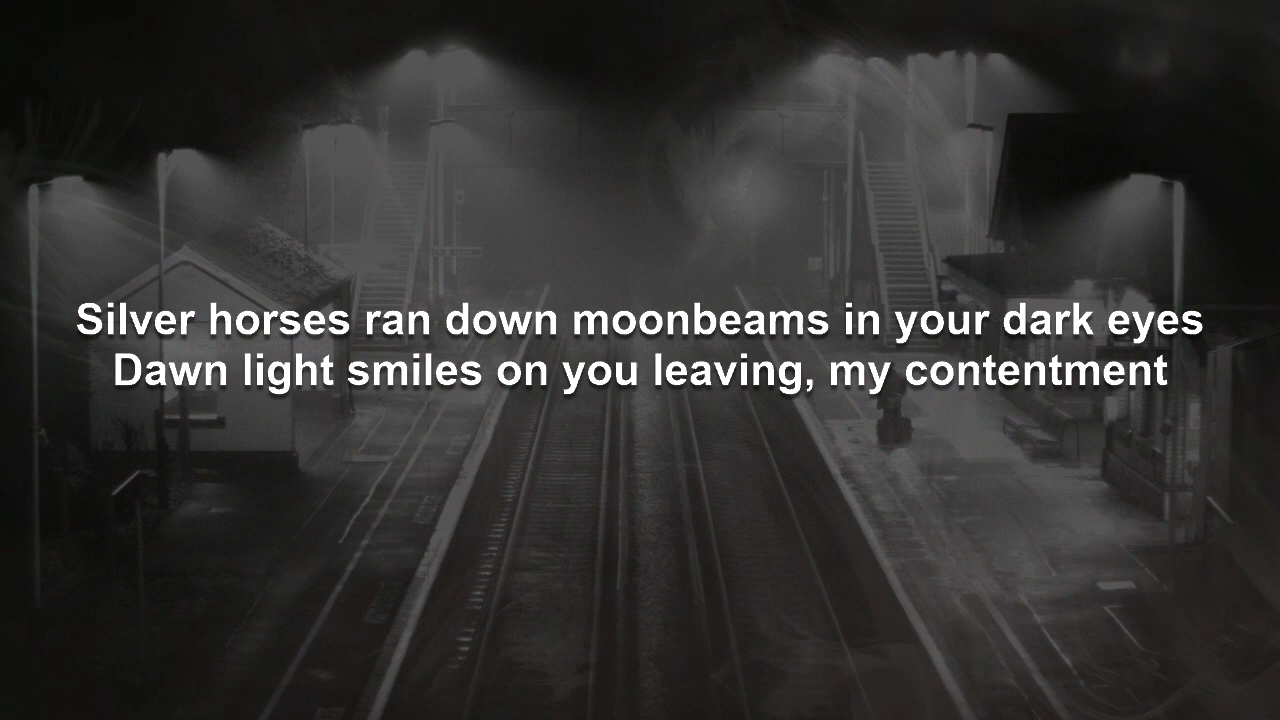 Silver horses ran down moonbeams in your dark eyes
Dawn light smiles on you leaving, my contentment